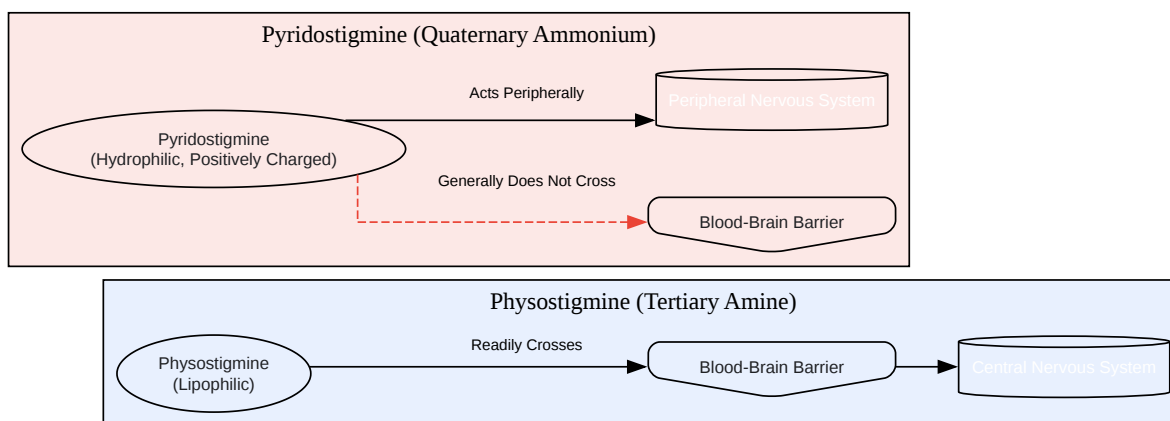 Pyridostigmine (Quaternary Ammonium)
Acts Peripherally
Peripheral Nervous System
Pyridostigmine
(Hydrophilic, Positively Charged)
Generally Does Not Cross
Blood-Brain Barrier
Physostigmine (Tertiary Amine)
Physostigmine
(Lipophilic)
Readily Crosses
Blood-Brain Barrier
Central Nervous System